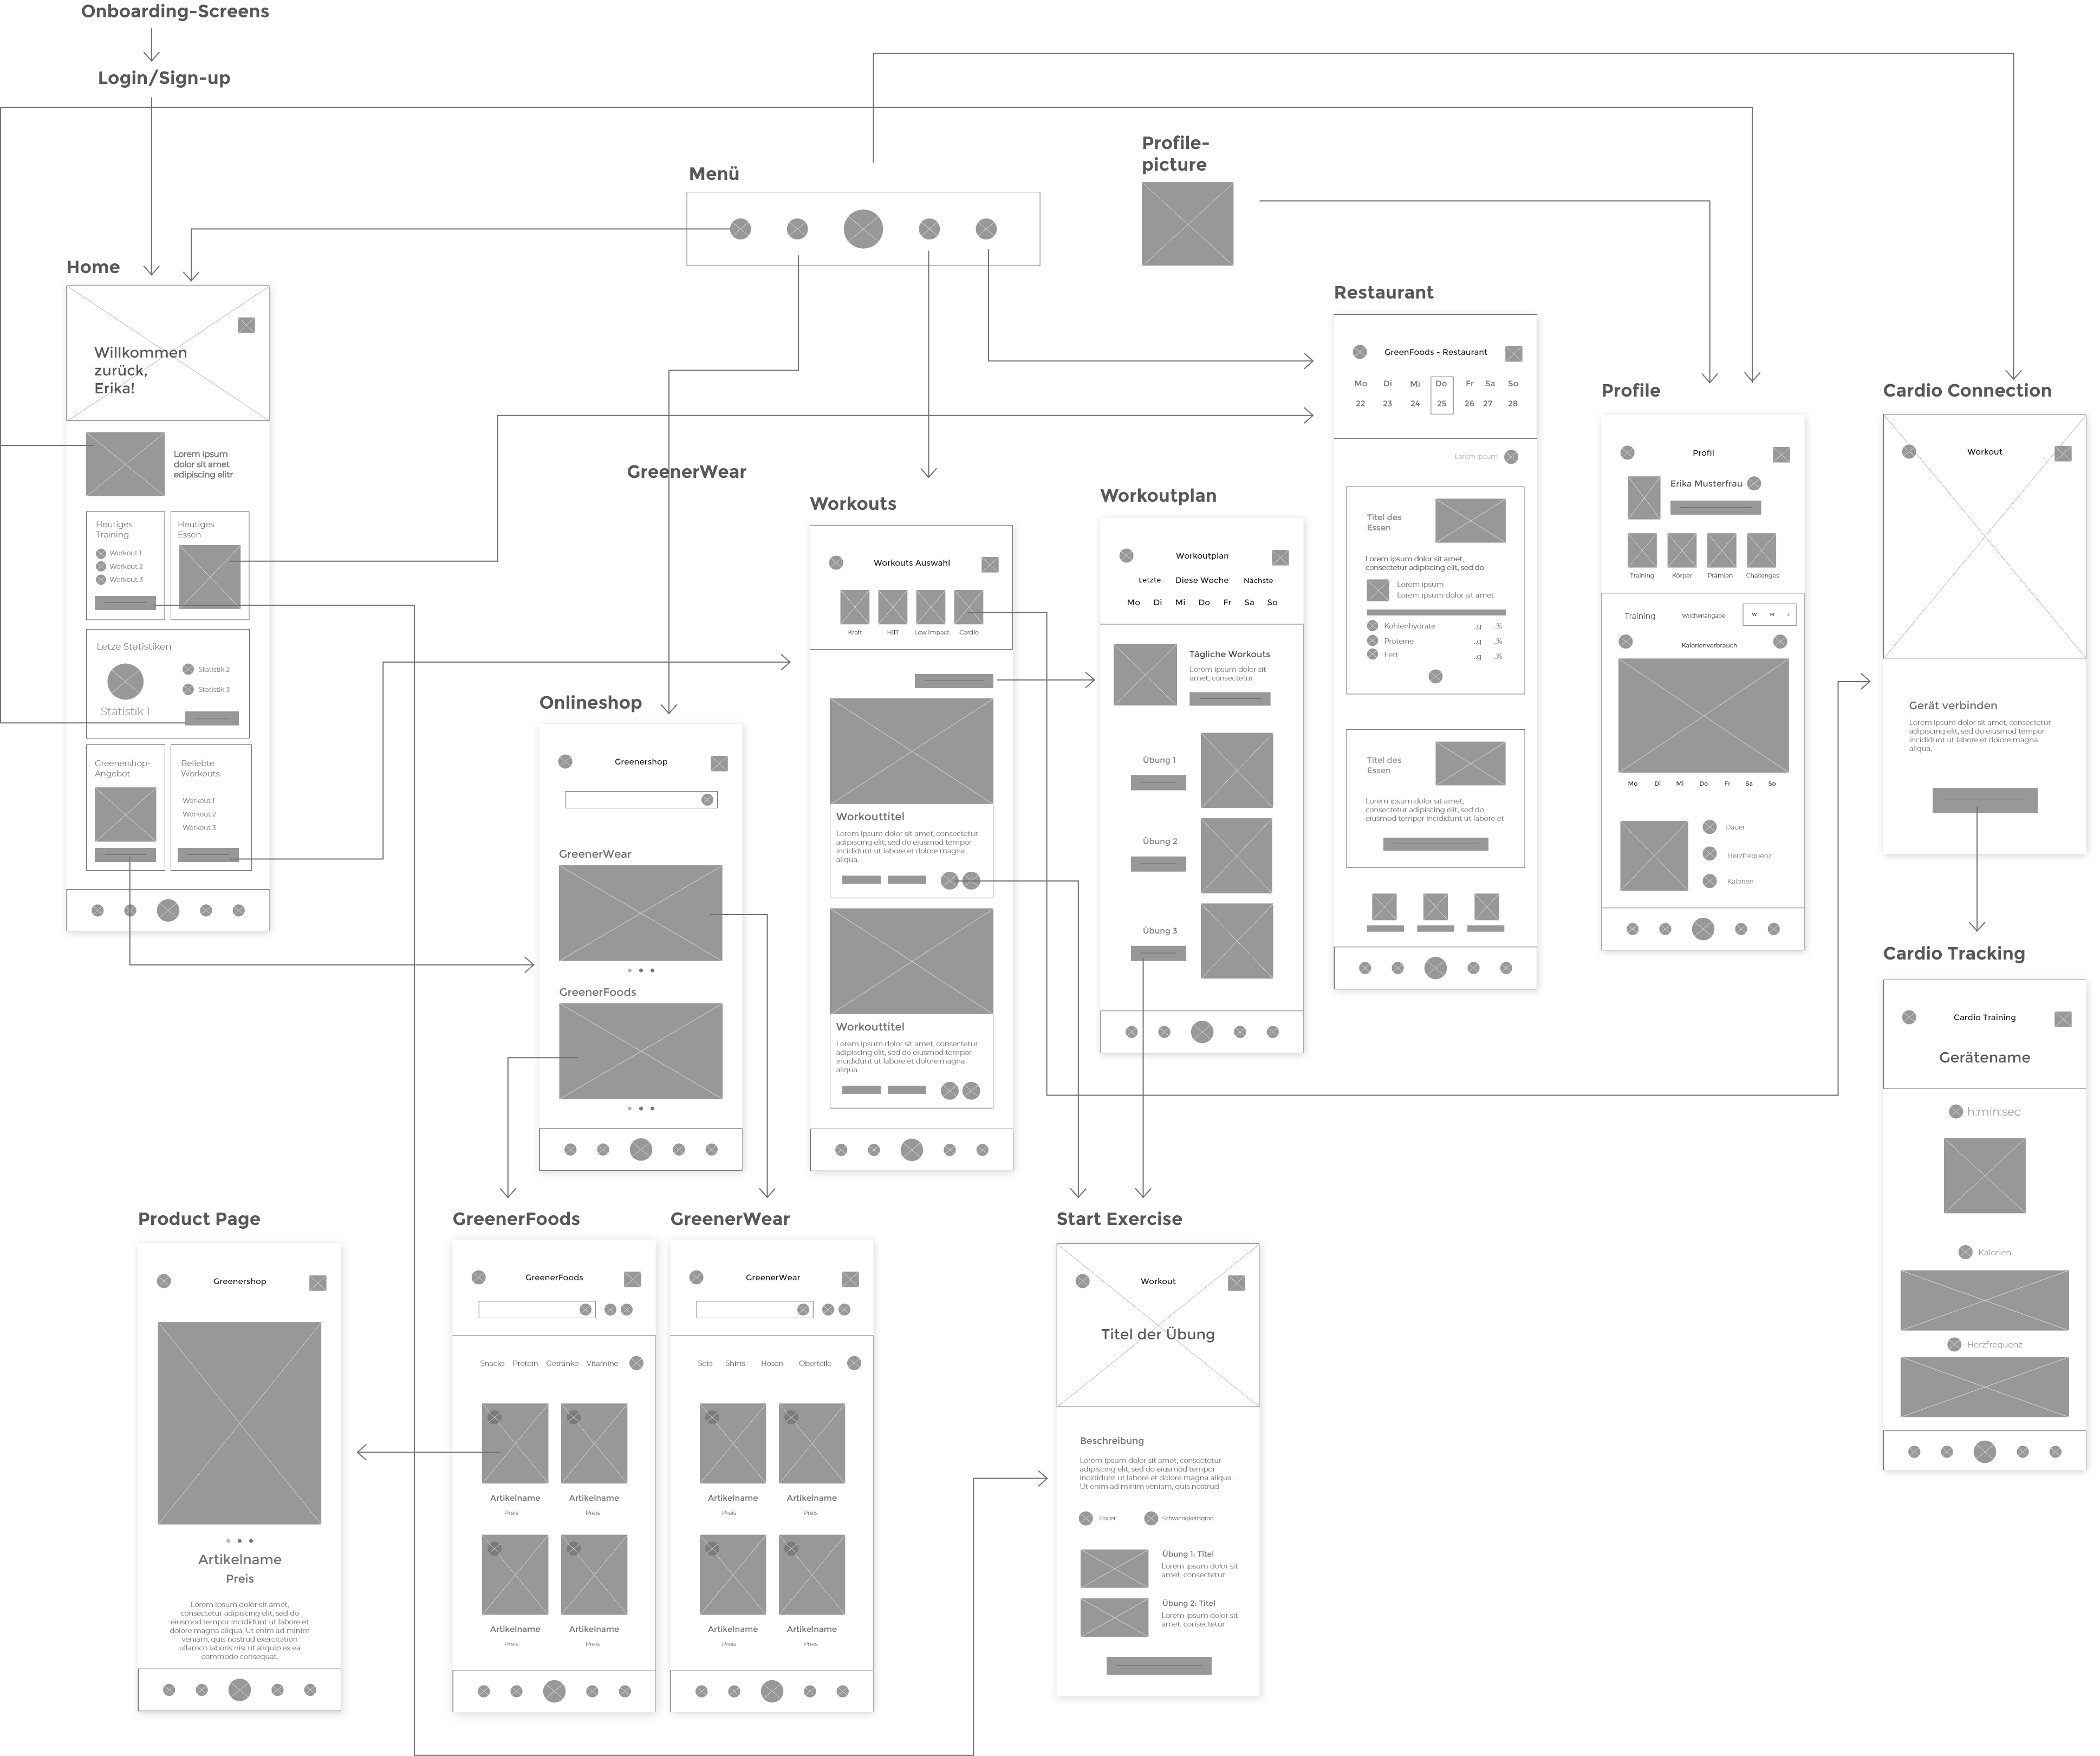 Onboarding-Screens
Login/Sign-up
Menü
Profile-
picture
Home
Willkommen
zurück,
Erika!
Lorem ipsum
dolor sit amet
edipiscing elitr
Heutiges
Training
Workout 1
Workout 2
Workout 3
Heutiges
Essen
Letze Statistiken
Statistik 1
Statistik 2
Statistik 3
Greenershop-
Angebot
Beliebte
Workouts
Workout 1
Workout 2
Workout 3
GreenerWear
Onlineshop
Greenershop
GreenerWear
GreenerFoods
Workouts
Workouts Auswahl
Kraft
HIIT
Low Impact
Cardio
Workouttitel
Lorem ipsum dolor sit amet, consectetur
adipiscing elit, sed do eiusmod tempor
incididunt ut labore et dolore magna
aliqua.
Workouttitel
Lorem ipsum dolor sit amet, consectetur
adipiscing elit, sed do eiusmod tempor
incididunt ut labore et dolore magna
aliqua.
Workoutplan
Workoutplan
Letzte Diese Woche Nächste
Mo Di Mi Do Fr Sa So
Tägliche Workouts
Lorem ipsum dolor sit
amet, consectetur
Übung 1
Übung 2
Übung 3
Restaurant
GreenFoods - Restaurant
Mo Di Mi Do Fr Sa So
22 23 24 25 26 27 28
Lorem ipsum
Titel des
Essen
Lorem ipsum dolor sit amet,
consectetur adipiscing elit, sed do
Lorem ipsum
Lorem ipsum dolor sit amet
Kohlenhydrate .g .%
Proteine .g .%
Fett .g .%
Titel des
Essen
Lorem ipsum dolor sit amet,
consectetur adipiscing elit, sed do
eiusmod tempor incididunt ut labore et
Profile
Profil
Erika Musterfrau
Training Körper Prämien Challenges
Training Wochenangabe W M J
Kalorienverbrauch
Mo Di Mi Do Fr Sa So
Dauer
Herzfrequenz
Kalorien
Cardio Connection
Workout
Gerät verbinden
Lorem ipsum dolor sit amet, consectetur
adipiscing elit, sed do eiusmod tempor
incididunt ut labore et dolore magna
aliqua.
Cardio Tracking
Cardio Training
Gerätename
h:min:sec
Kalorien
Herzfrequenz
Product Page
Greenershop
Artikelname
Preis
Lorem ipsum dolor sit amet,
consectetur adipiscing elit, sed do
eiusmod tempor incididunt ut labore et
dolore magna aliqua. Ut enim ad minim
veniam, quis nostrud exercitation
ullamco laboris nisi ut aliquip ex ea
commodo consequat.
GreenerFoods
GreenerFoods
Snacks Protein Getränke Vitamine
Artikelname Artikelname
Preis Preis
Artikelname Artikelname
Preis Preis
GreenerWear
GreenerWear
Sets Shirts Hosen Oberteile
Artikelname Artikelname
Preis Preis
Artikelname Artikelname
Preis Preis
Start Exercise
Workout
Titel der Übung
Beschreibung
Lorem ipsum dolor sit amet, consectetur
adipiscing elit, sed do eiusmod tempor
incididunt ut labore et dolore magna aliqua.
Ut enim ad minim veniam, quis nostrud
Dauer Schwierigkeitsgrad
Übung 1: Titel
Lorem ipsum dolor sit
amet, consectetur
Übung 2: Titel
Lorem ipsum dolor sit
amet, consectetur